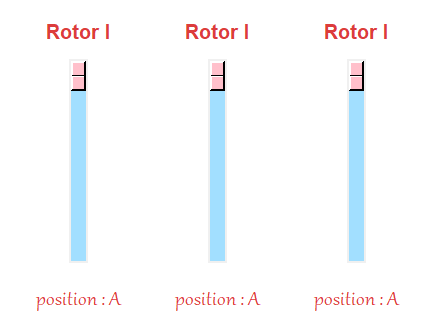 Rotor I Rotor I Rotor I
position : A position : A position : A